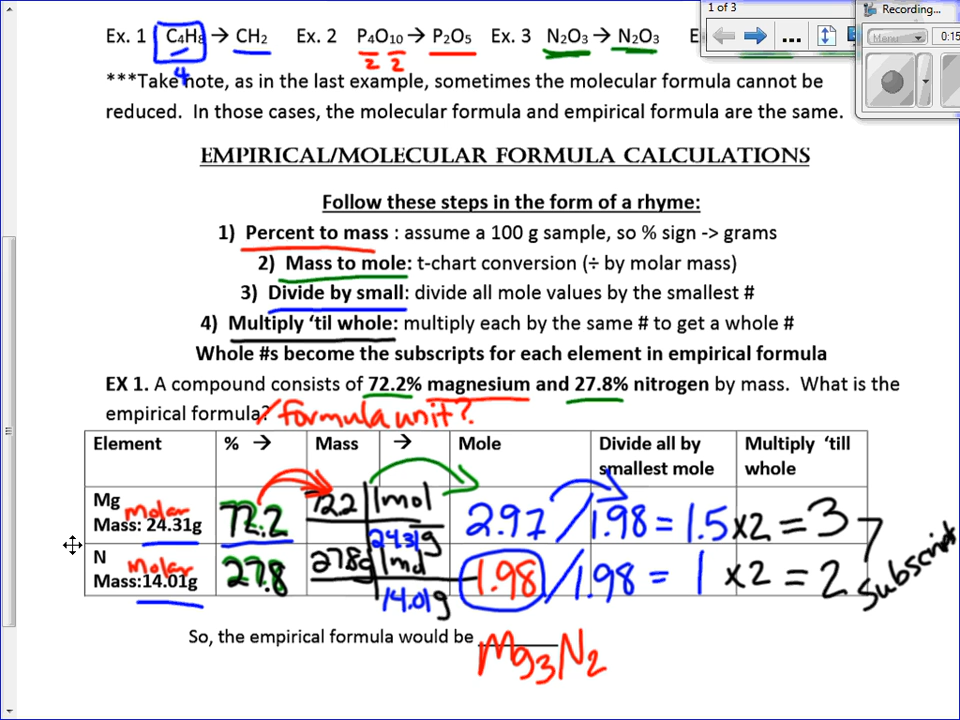 1 of 3
Recording...
Menu
0:15
Ex. 1 C₄H₈ → CH₂ Ex. 2 P₄O₁₀ → P₂O₅ Ex. 3 N₂O₃ → N₂O₃
4 2 2
***Take note, as in the last example, sometimes the molecular formula cannot be
reduced. In those cases, the molecular formula and empirical formula are the same.
EMPIRICAL/MOLECULAR FORMULA CALCULATIONS
Follow these steps in the form of a rhyme:
1) Percent to mass : assume a 100 g sample, so % sign -> grams
2) Mass to mole: t-chart conversion (÷ by molar mass)
3) Divide by small: divide all mole values by the smallest #
4) Multiply ‘til whole: multiply each by the same # to get a whole #
Whole #s become the subscripts for each element in empirical formula
EX 1. A compound consists of 72.2% magnesium and 27.8% nitrogen by mass. What is the
empirical formula? / formula unit?
Element % → Mass → Mole Divide all by smallest mole Multiply ‘till whole
Mg
molar
Mass: 24.31g 72.2 72.2 1mol 24.31g 2.97 / 1.98 = 1.5 x2 = 3
N
Molar
Mass:14.01g 27.8 27.8g 1mol 14.01g 1.98 / 1.98 = 1 x2 = 2
Subscript
So, the empirical formula would be Mg₃N₂